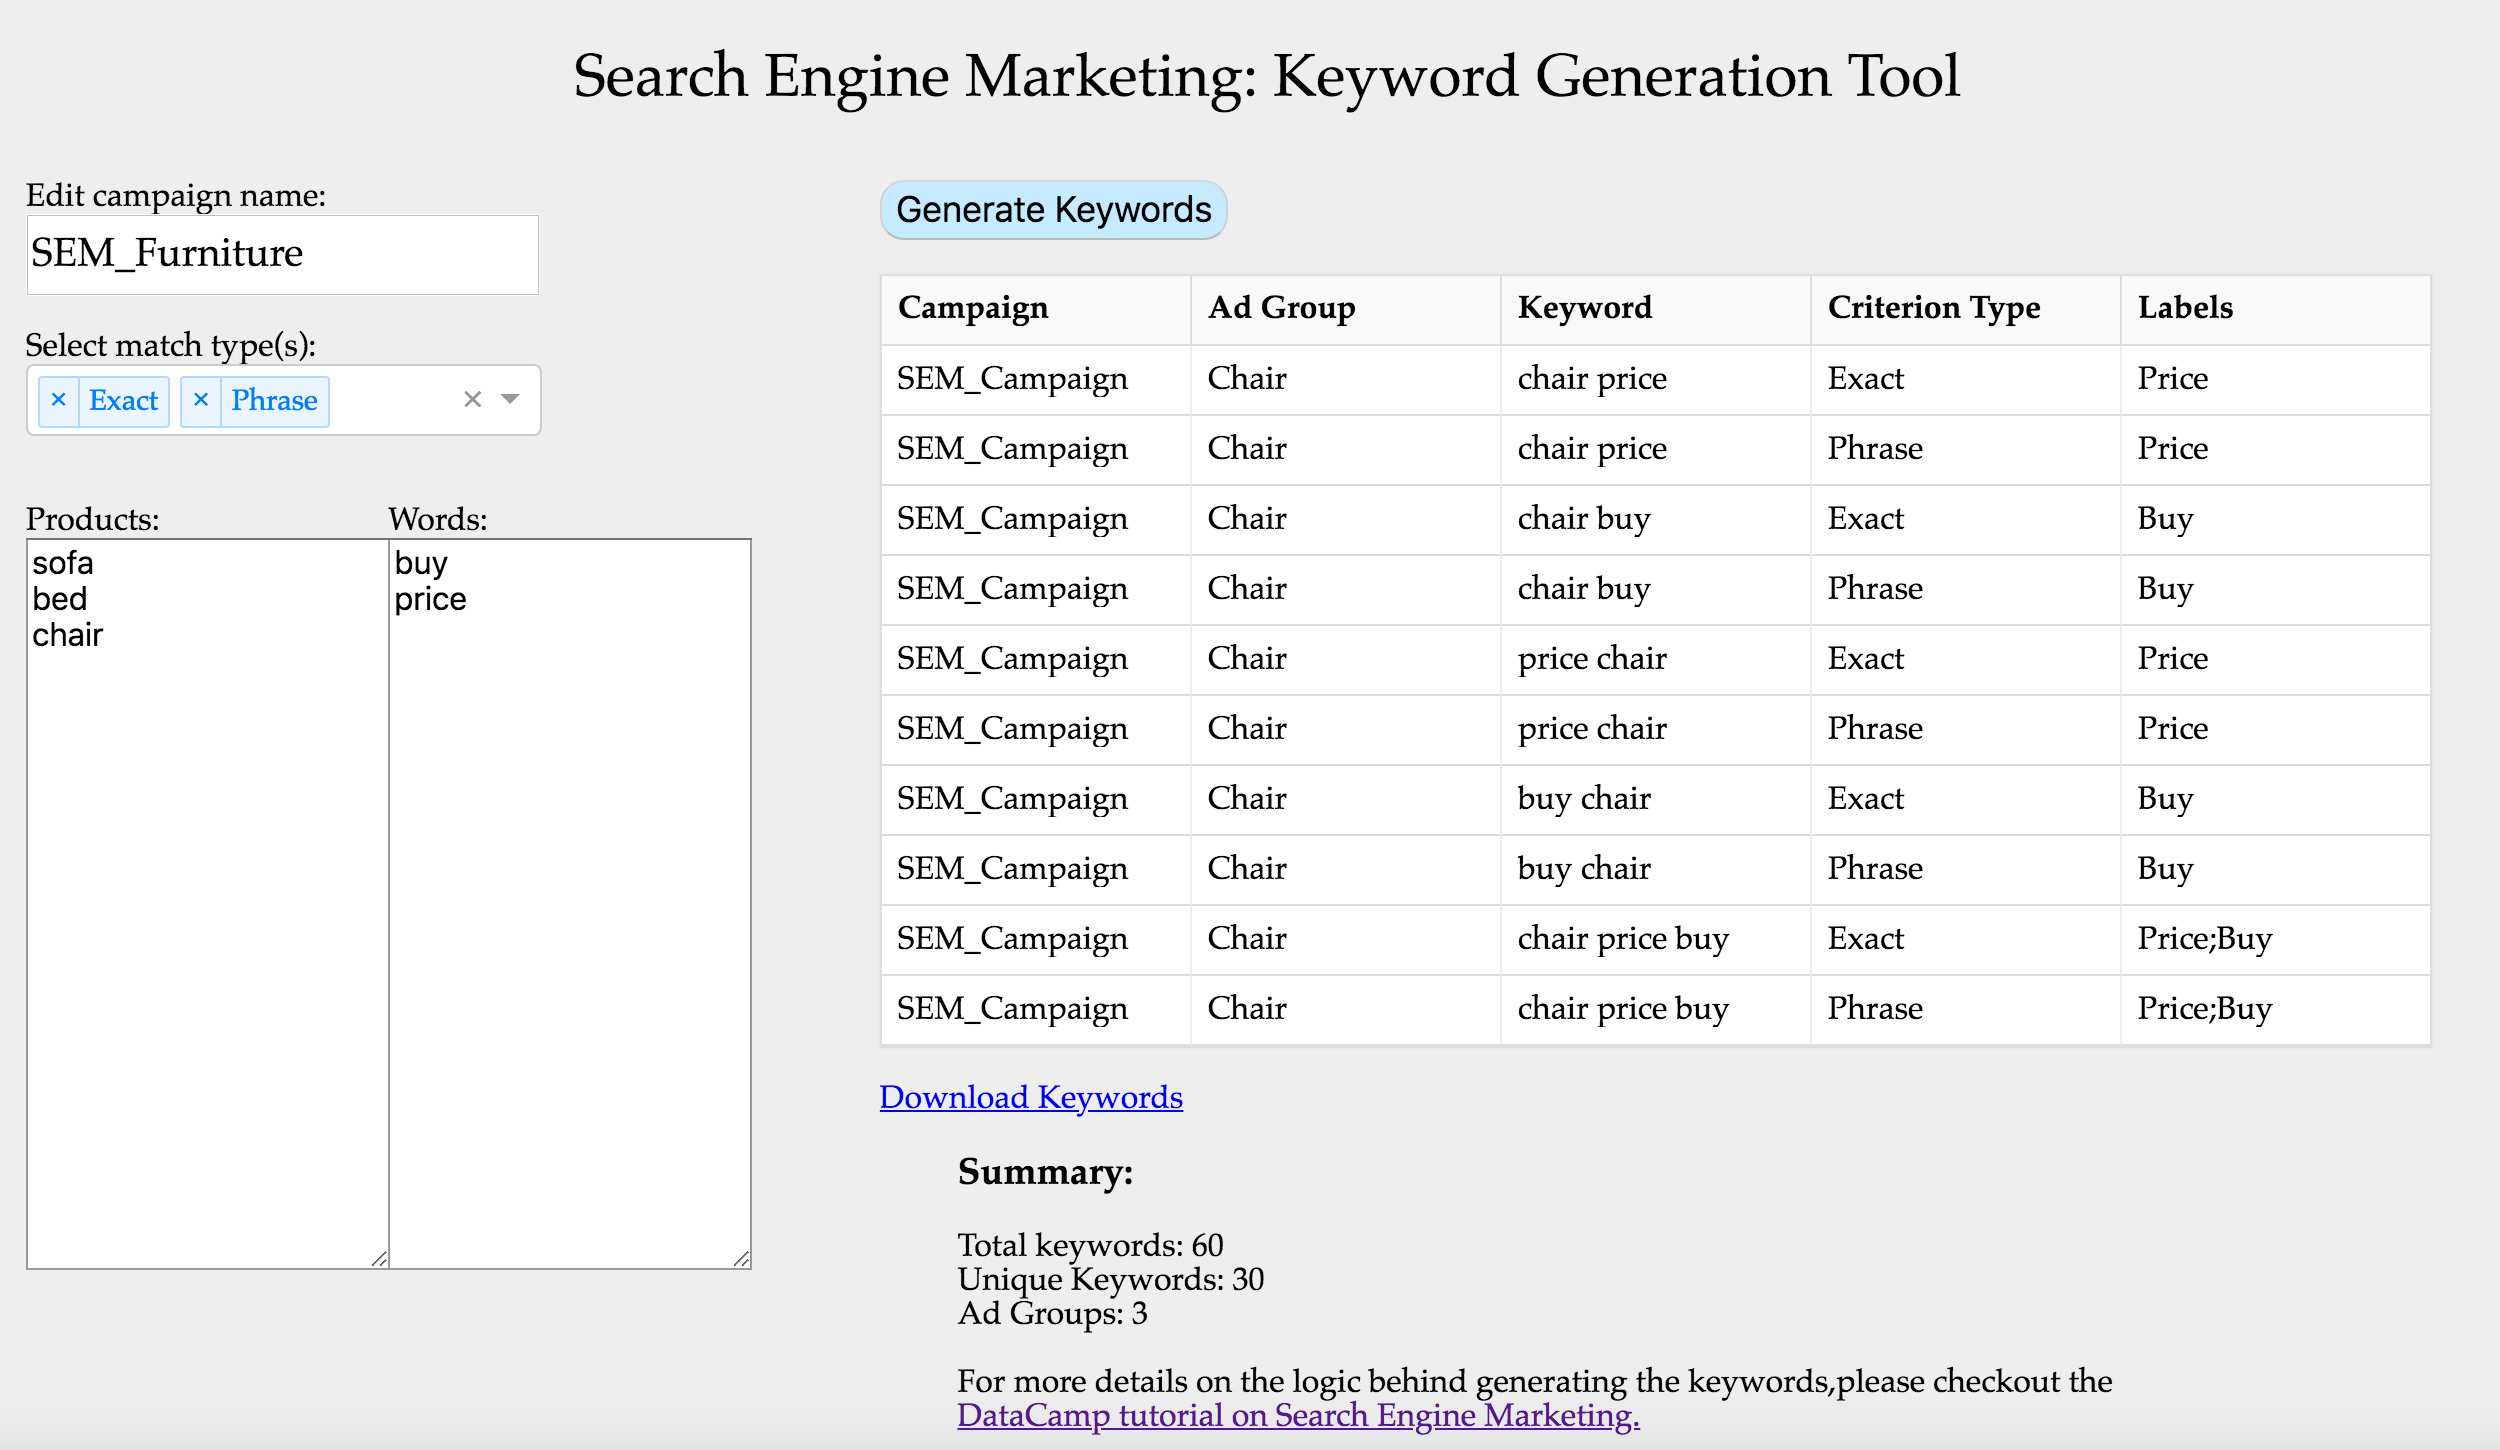 Search Engine Marketing: Keyword Generation Tool
Edit campaign name:
SEM_Furniture
Select match type(s):
× Exact × Phrase ×
Products: Words:
sofa
bed
chair
buy
price
Generate Keywords
Campaign Ad Group Keyword Criterion Type Labels
SEM_Campaign Chair chair price Exact Price
SEM_Campaign Chair chair price Phrase Price
SEM_Campaign Chair chair buy Exact Buy
SEM_Campaign Chair chair buy Phrase Buy
SEM_Campaign Chair price chair Exact Price
SEM_Campaign Chair price chair Phrase Price
SEM_Campaign Chair buy chair Exact Buy
SEM_Campaign Chair buy chair Phrase Buy
SEM_Campaign Chair chair price buy Exact Price;Buy
SEM_Campaign Chair chair price buy Phrase Price;Buy
Download Keywords
Summary:
Total keywords: 60
Unique Keywords: 30
Ad Groups: 3
For more details on the logic behind generating the keywords,please checkout the
DataCamp tutorial on Search Engine Marketing.